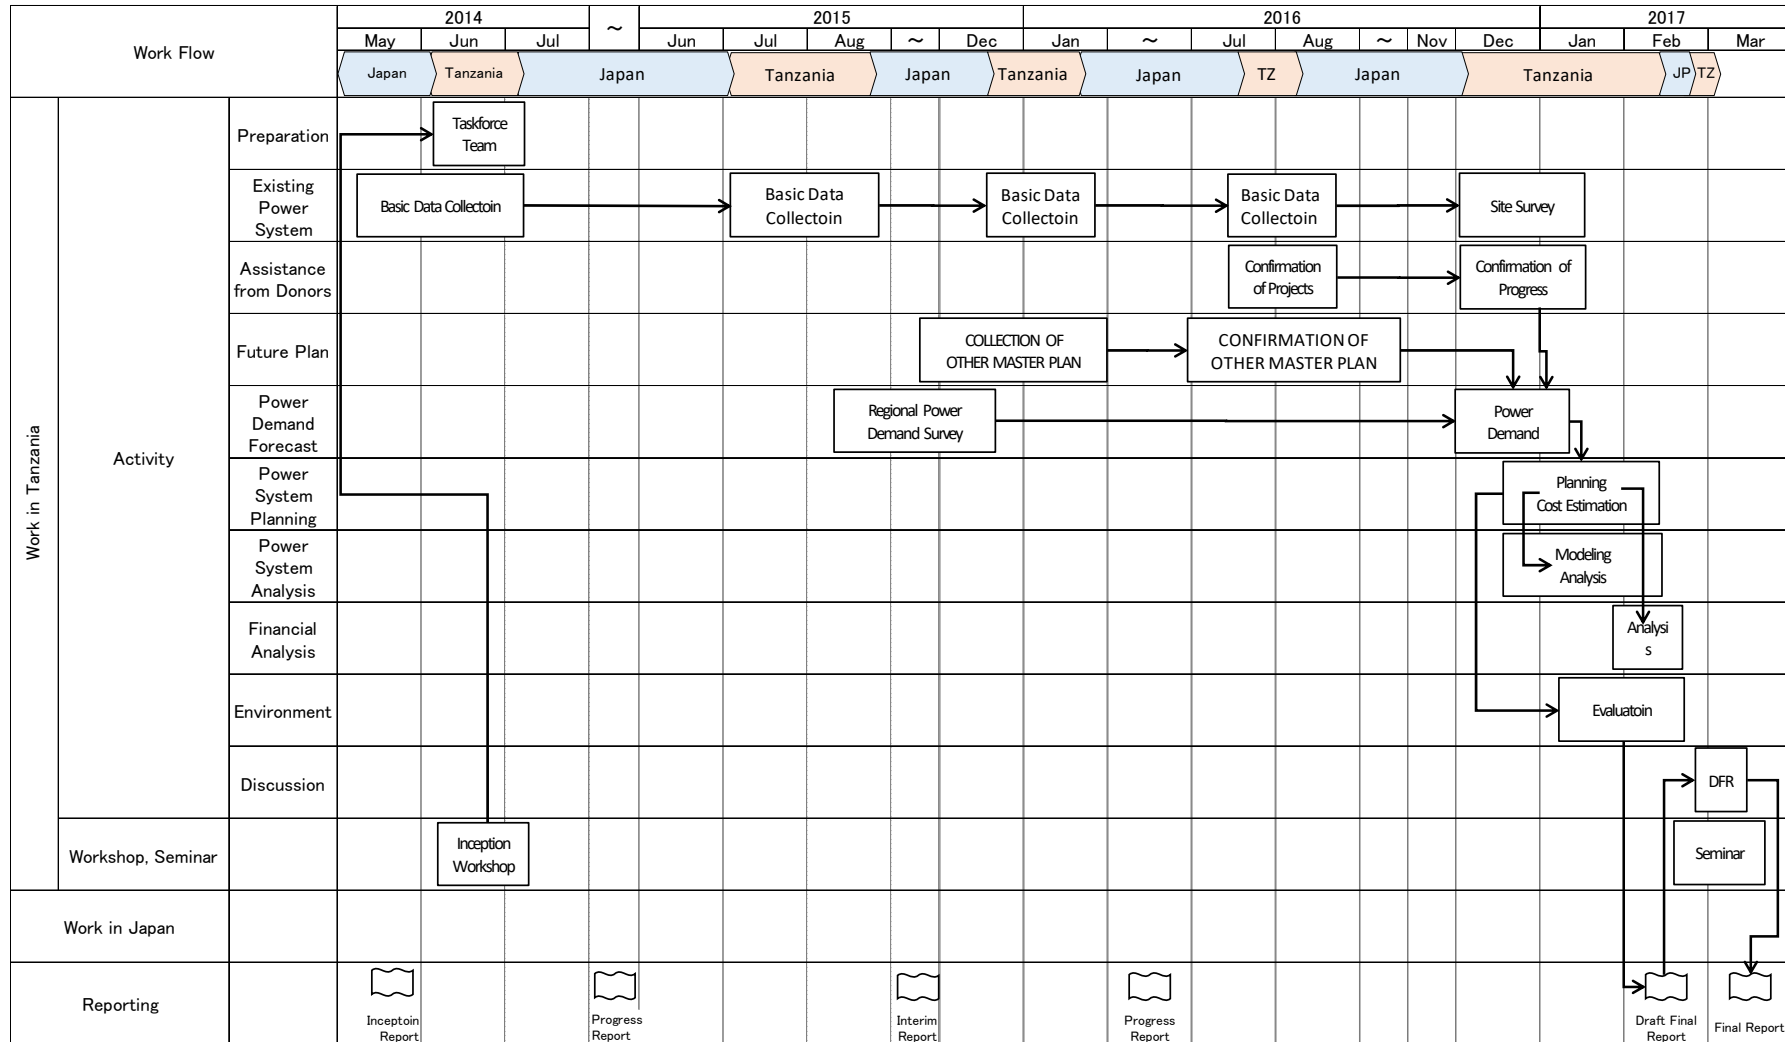 Work Flow
2014
～
2015
2016
2017
May
Jun
Jul
Jun
Jul
Aug
～
Dec
Jan
～
Jul
Aug
～
Nov
Dec
Jan
Feb
Mar
Japan
Tanzania
Japan
Tanzania
Japan
Tanzania
Japan
TZ
Japan
Tanzania
JP
TZ
Work in Tanzania
Activity
Preparation
Taskforce
Team
Existing
Power
System
Basic Data Collectoin
Basic Data
Collectoin
Basic Data
Collectoin
Basic Data
Collectoin
Site Survey
Assistance
from Donors
Confirmation
of Projects
Confirmation of
Progress
Future Plan
COLLECTION OF
OTHER MASTER PLAN
CONFIRMATION OF
OTHER MASTER PLAN
Power
Demand
Forecast
Regional Power
Demand Survey
Power
Demand
Power
System
Planning
Planning
Cost Estimation
Power
System
Analysis
Modeling
Analysis
Financial
Analysis
Analysi
s
Environment
Evaluatoin
Discussion
DFR
Workshop, Seminar
Inception
Workshop
Seminar
Work in Japan
Reporting
Inceptoin
Report
Progress
Report
Interim
Report
Progress
Report
Draft Final
Report
Final Report